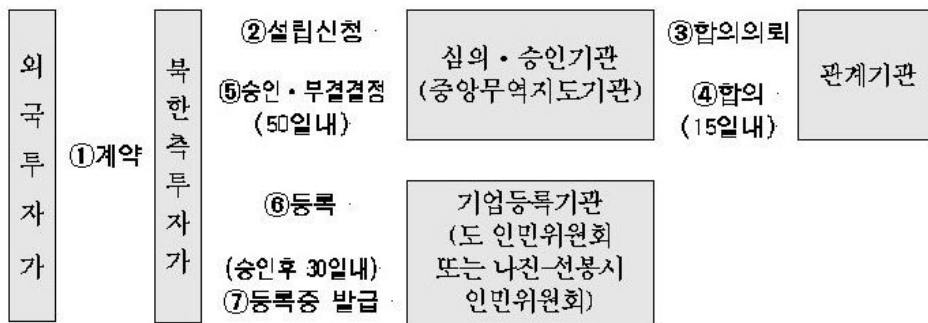 외국투자가
①계약
북한측투자가
②설립신청
⑤승인・부결결정
(50일내)
심의・승인기관
(중앙무역지도기관)
③합의의뢰
④합의
(15일내)
관계기관
⑥등록
(승인후 30일내)
⑦등록증 발급
기업등록기관
(도 인민위원회
또는 나진-선봉시
인민위원회)